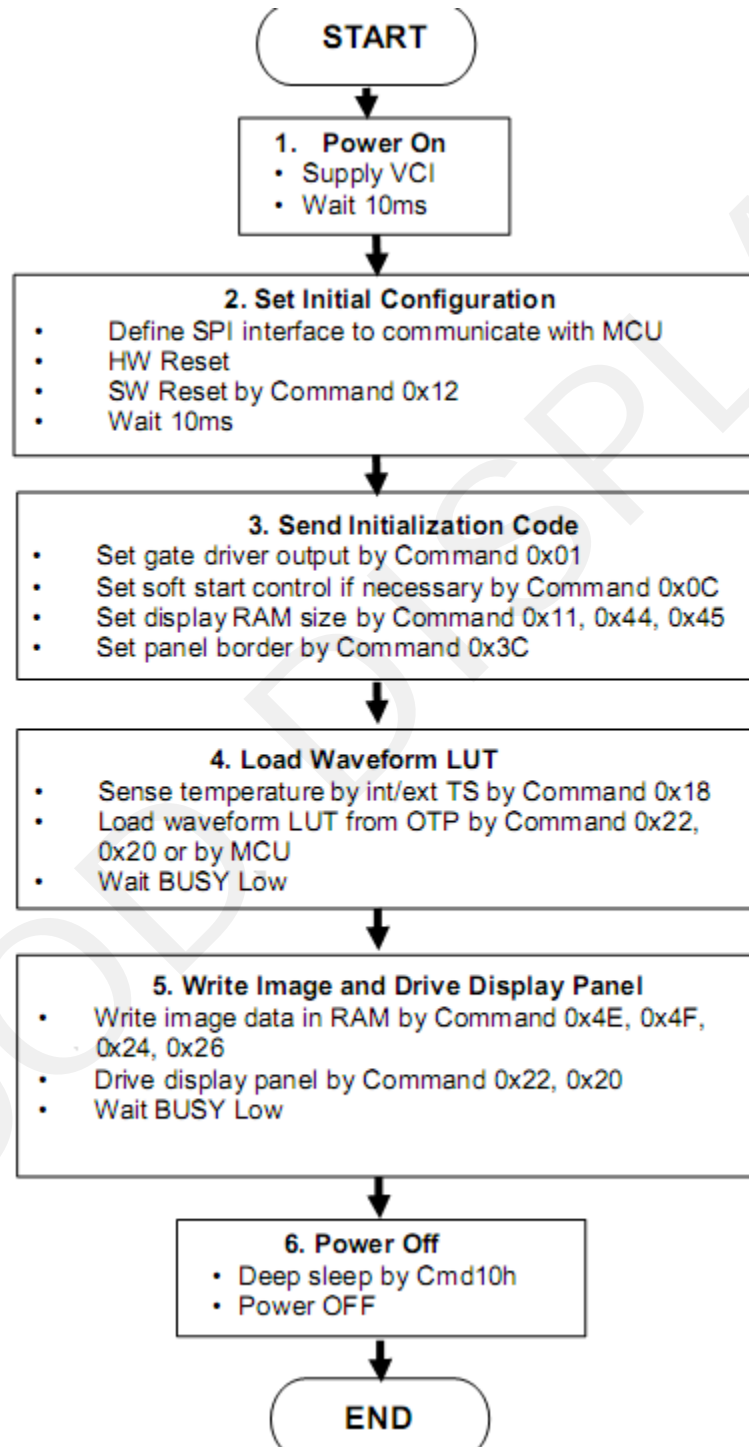 START
1. Power On
• Supply VCI
• Wait 10ms
2. Set Initial Configuration
• Define SPI interface to communicate with MCU
• HW Reset
• SW Reset by Command 0x12
• Wait 10ms
3. Send Initialization Code
• Set gate driver output by Command 0x01
• Set soft start control if necessary by Command 0x0C
• Set display RAM size by Command 0x11, 0x44, 0x45
• Set panel border by Command 0x3C
4. Load Waveform LUT
• Sense temperature by int/ext TS by Command 0x18
• Load waveform LUT from OTP by Command 0x22,
0x20 or by MCU
• Wait BUSY Low
5. Write Image and Drive Display Panel
• Write image data in RAM by Command 0x4E, 0x4F,
0x24, 0x26
• Drive display panel by Command 0x22, 0x20
• Wait BUSY Low
6. Power Off
• Deep sleep by Cmd10h
• Power OFF
END
OOD DISPLA